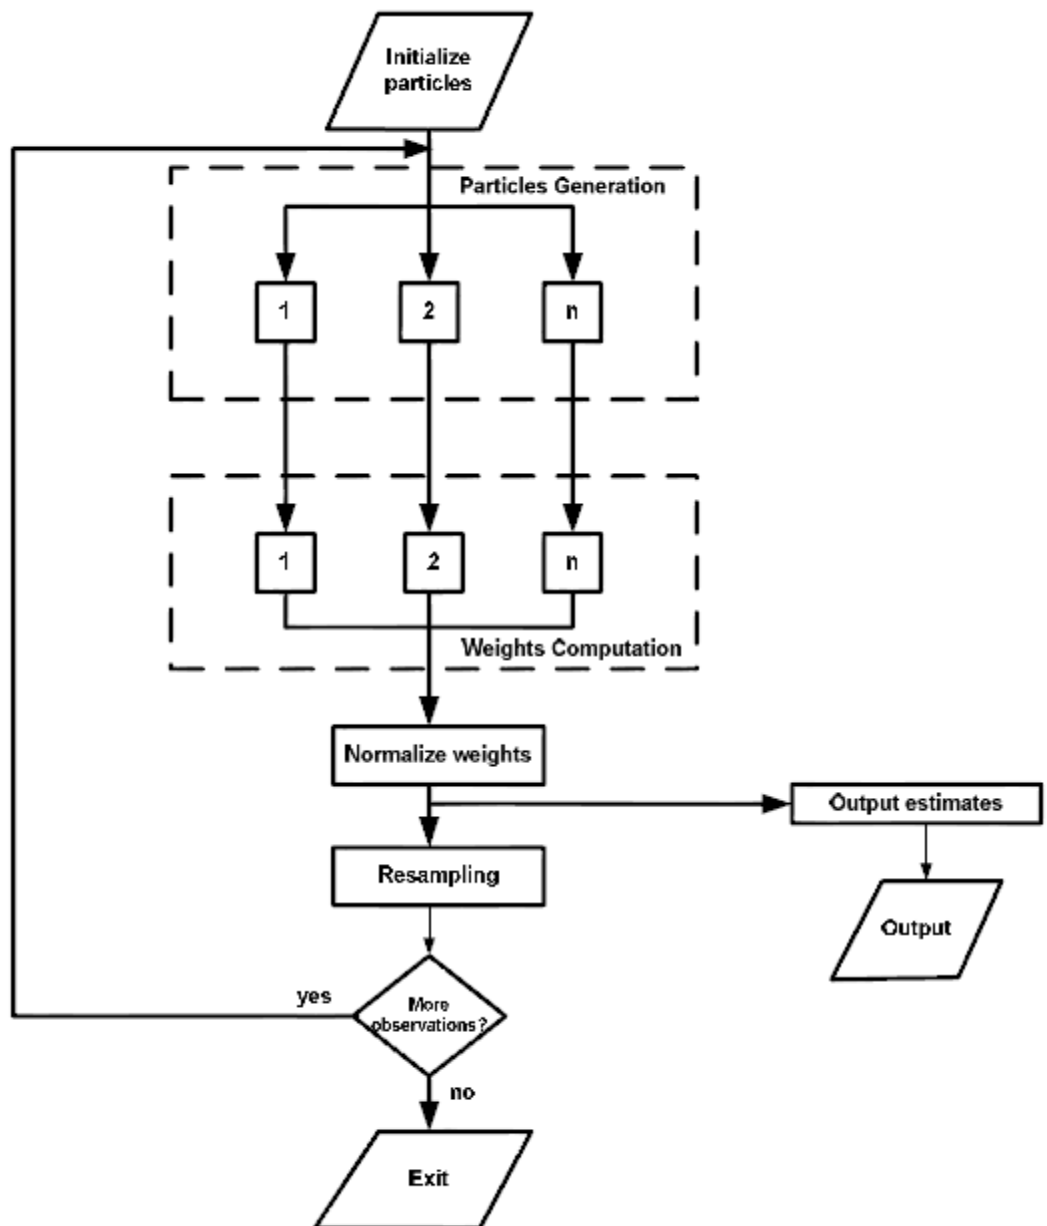 Initialize
particles
Particles Generation
1
2
n
1
2
n
Weights Computation
Normalize weights
Output estimates
Resampling
Output
yes
More
observations?
no
Exit